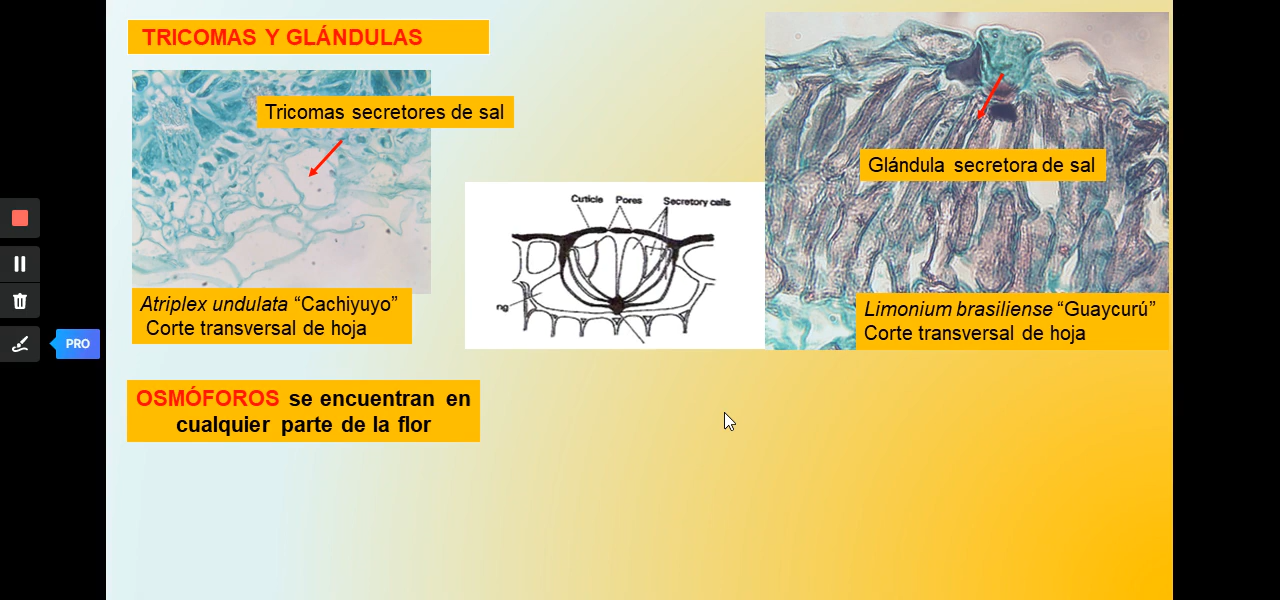 TRICOMAS Y GLÁNDULAS
Tricomas secretores de sal
Atriplex undulata “Cachiyuyo”
Corte transversal de hoja
Cuticle Pores Secretory cells
ng
Glándula secretora de sal
Limonium brasiliense “Guaycurú”
Corte transversal de hoja
PRO
OSMÓFOROS se encuentran en
cualquier parte de la flor